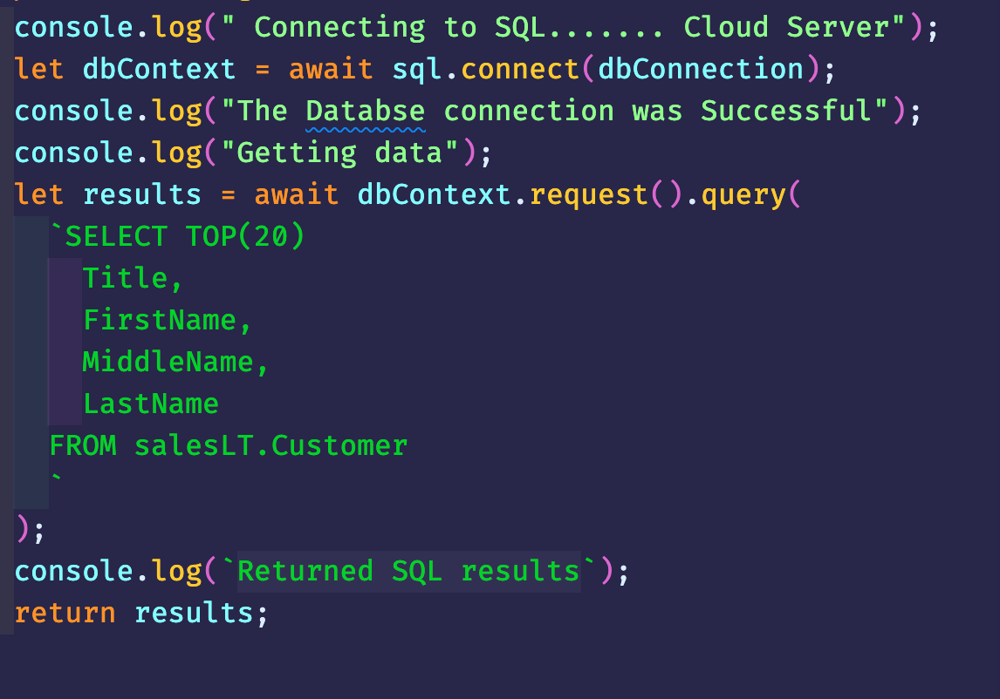 console.log(" Connecting to SQL....... Cloud Server");
let dbContext = await sql.connect(dbConnection);
console.log("The Databse connection was Successful");
console.log("Getting data");
let results = await dbContext.request().query(
`SELECT TOP(20)
Title,
FirstName,
MiddleName,
LastName
FROM salesLT.Customer
`
);
console.log(`Returned SQL results`);
return results;